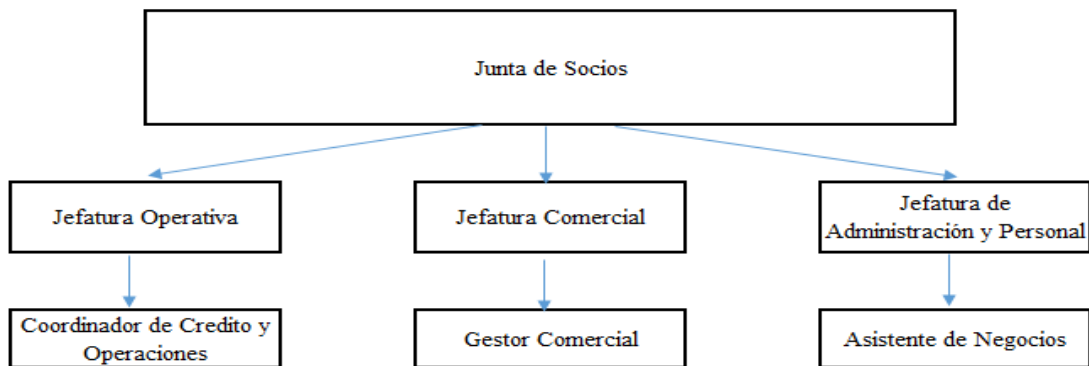 Junta de Socios
Jefatura Operativa
Jefatura Comercial
Jefatura de
Administración y Personal
Coordinador de Credito y
Operaciones
Gestor Comercial
Asistente de Negocios